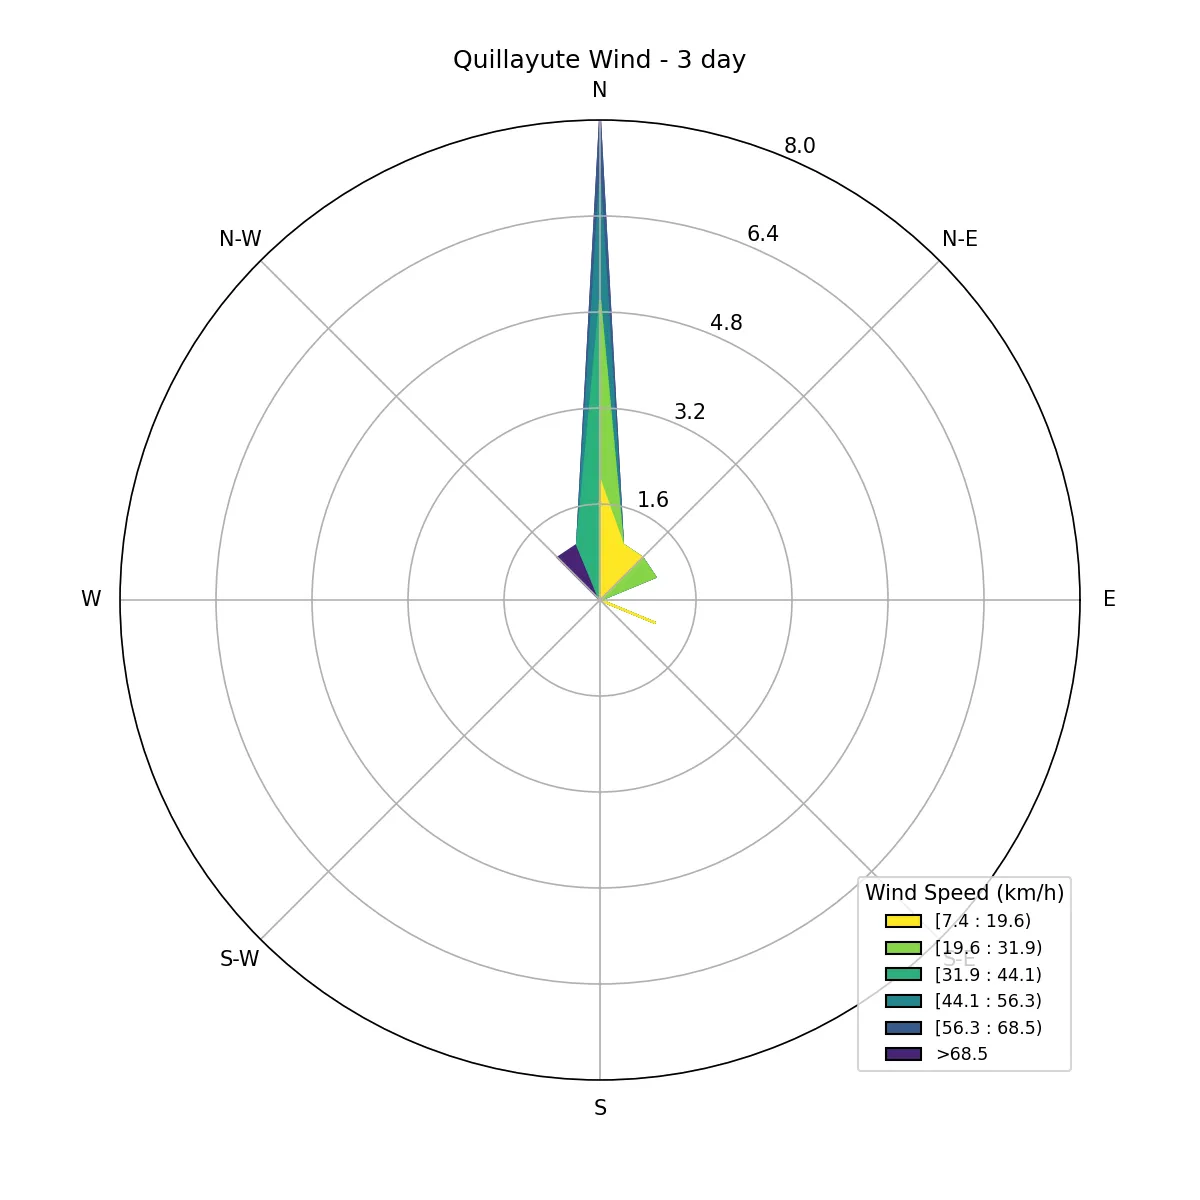 Quillayute Wind - 3 day
N
8.0
N-W
6.4
N-E
4.8
3.2
1.6
W
E
Wind Speed (km/h)
[7.4 : 19.6)
[19.6 : 31.9)
[31.9 : 44.1)
[44.1 : 56.3)
[56.3 : 68.5)
>68.5
S-W
S-E
S